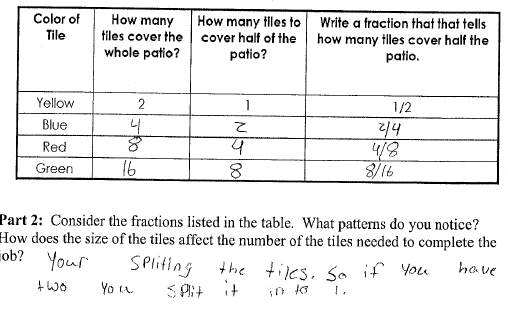 Color of Tile | How many tiles cover the whole patio? | How many tiles to cover half of the patio? | Write a fraction that that tells how many tiles cover half the patio.
Yellow | 2 | 1 | 1/2
Blue | 4 | 2 | 2/4
Red | 8 | 4 | 4/8
Green | 16 | 8 | 8/16
Part 2: Consider the fractions listed in the table. What patterns do you notice?
How does the size of the tiles affect the number of the tiles needed to complete the
job? Your Spliting the tiles. So if you have
two You Split it in to 1.